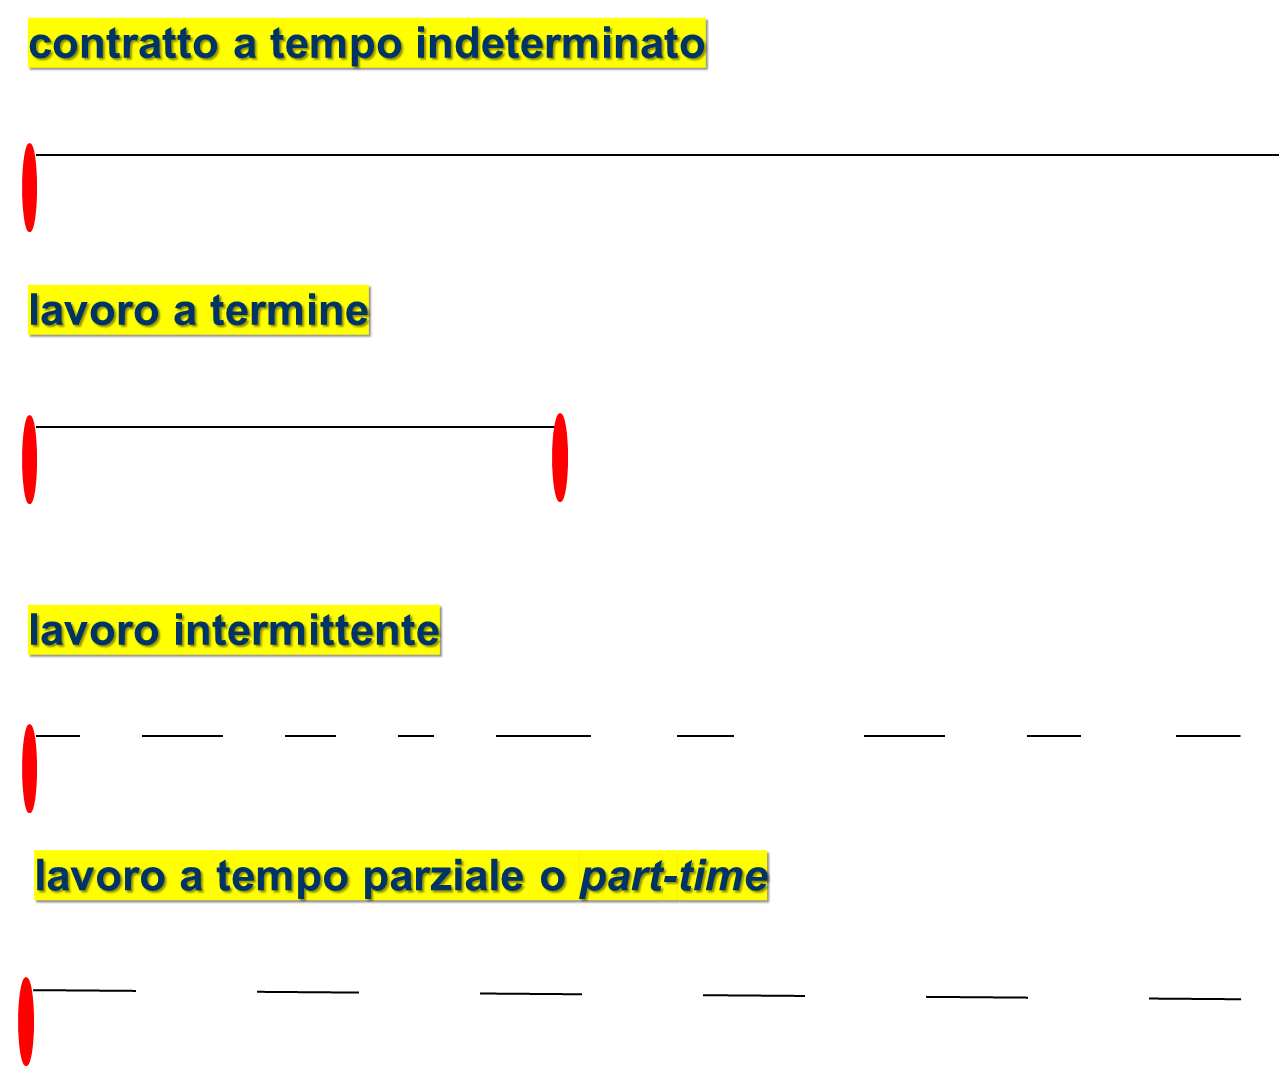 contratto a tempo indeterminato
lavoro a termine
lavoro intermittente
lavoro a tempo parziale o part-time